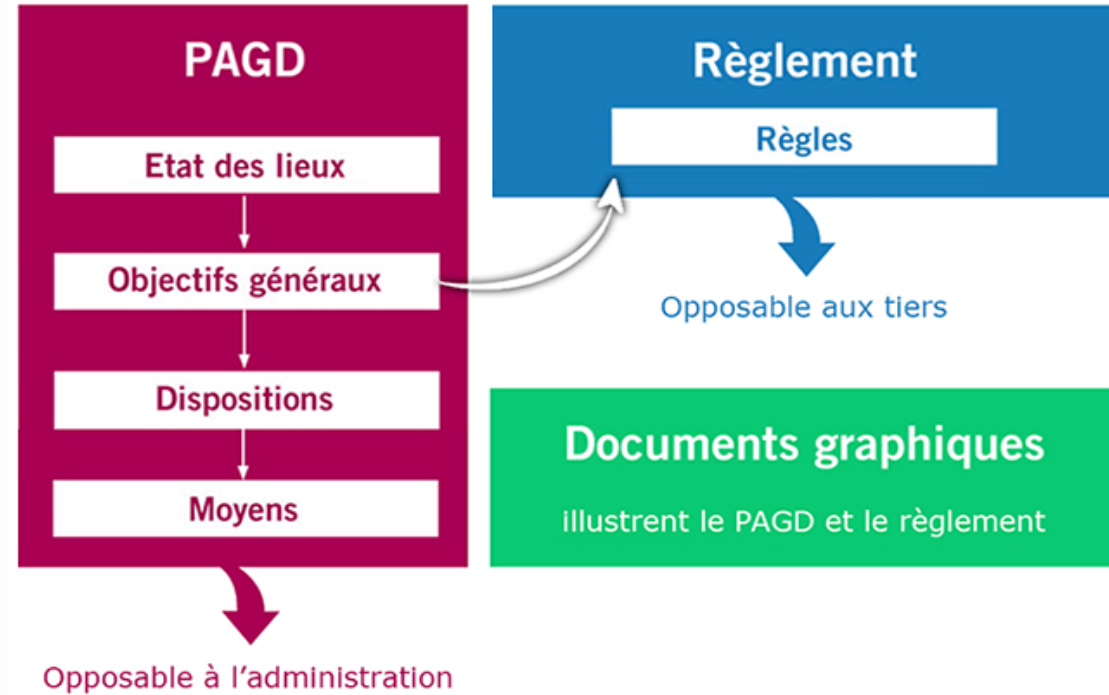 PAGD
Etat des lieux
Objectifs généraux
Dispositions
Moyens
Opposable à l'administration
Règlement
Règles
Opposable aux tiers
Documents graphiques
illustrent le PAGD et le règlement